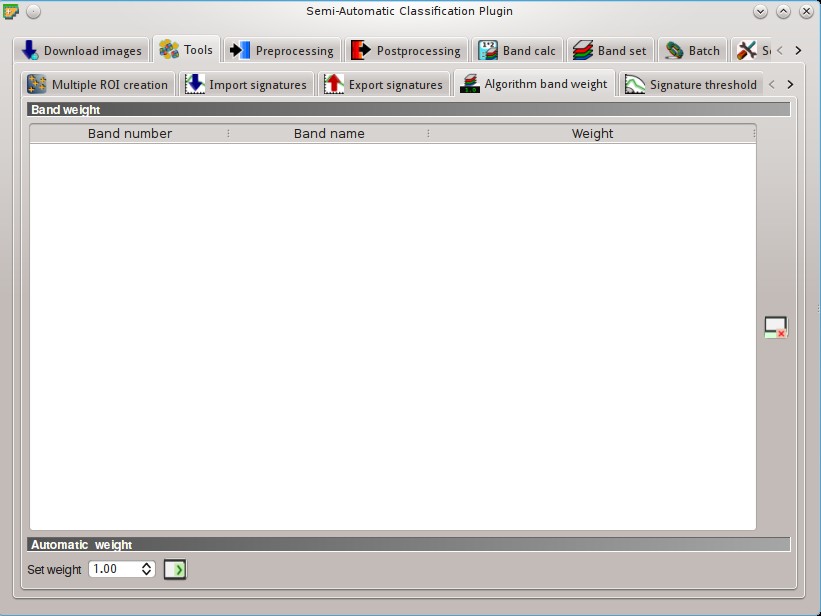 Semi-Automatic Classification Plugin
Download images Tools Preprocessing Postprocessing Band calc Band set Batch
Multiple ROI creation Import signatures Export signatures Algorithm band weight Signature threshold
Band weight
Band number Band name Weight
Automatic weight
Set weight 1.00